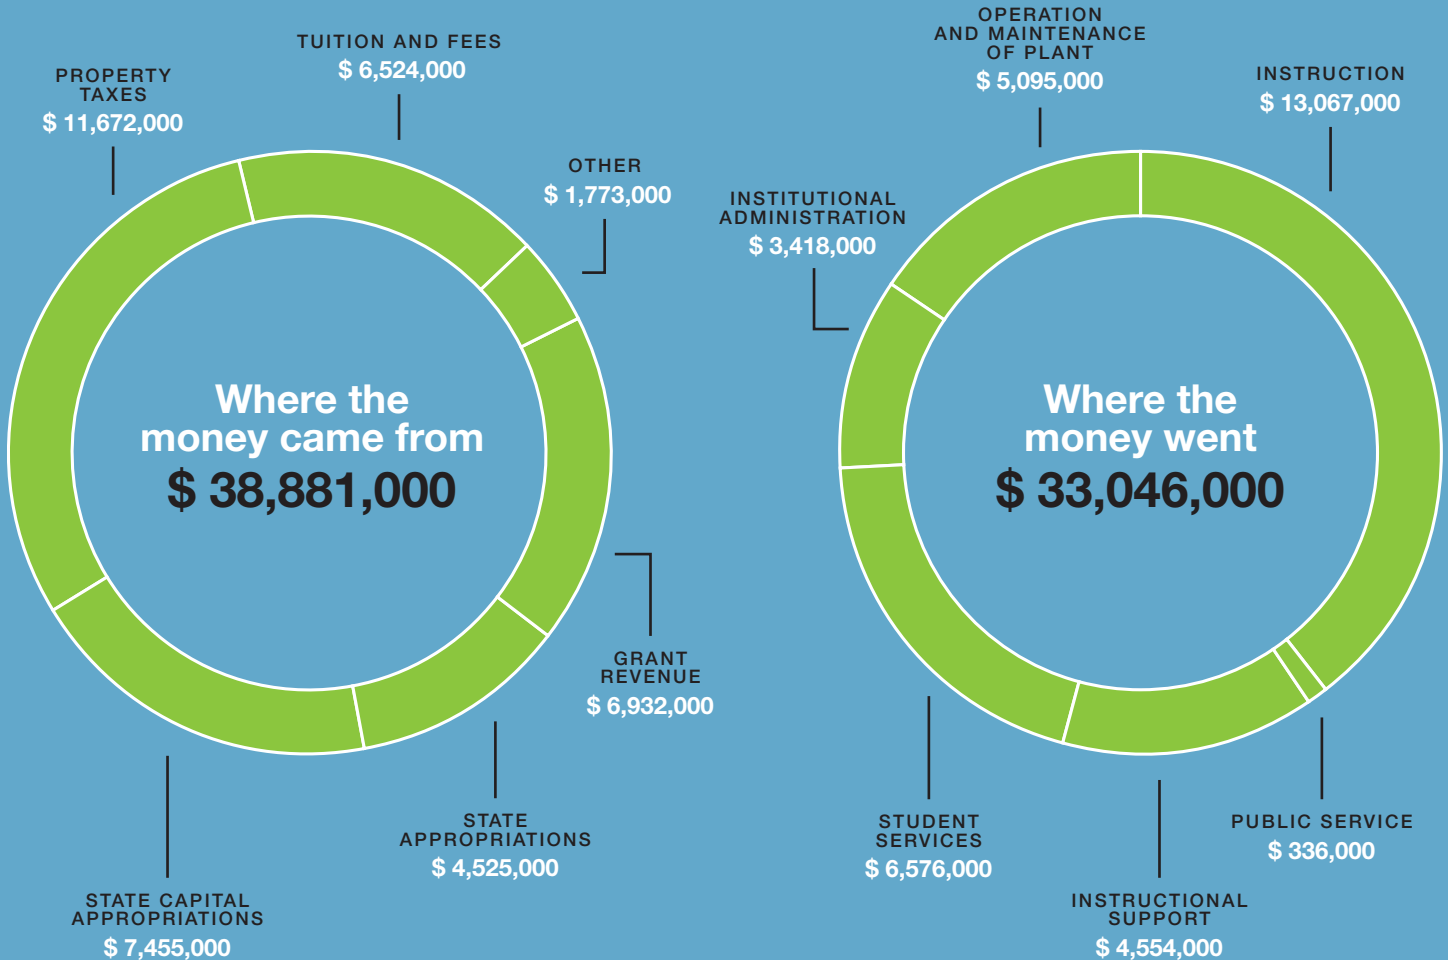 PROPERTY
TAXES
$ 11,672,000
TUITION AND FEES
$ 6,524,000
OTHER
$ 1,773,000
Where the
money came from
$ 38,881,000
GRANT
REVENUE
$ 6,932,000
STATE
APPROPRIATIONS
$ 4,525,000
STATE CAPITAL
APPROPRIATIONS
$ 7,455,000
OPERATION
AND MAINTENANCE
OF PLANT
$ 5,095,000
INSTRUCTION
$ 13,067,000
INSTITUTIONAL
ADMINISTRATION
$ 3,418,000
Where the
money went
$ 33,046,000
STUDENT
SERVICES
$ 6,576,000
PUBLIC SERVICE
$ 336,000
INSTRUCTIONAL
SUPPORT
$ 4,554,000